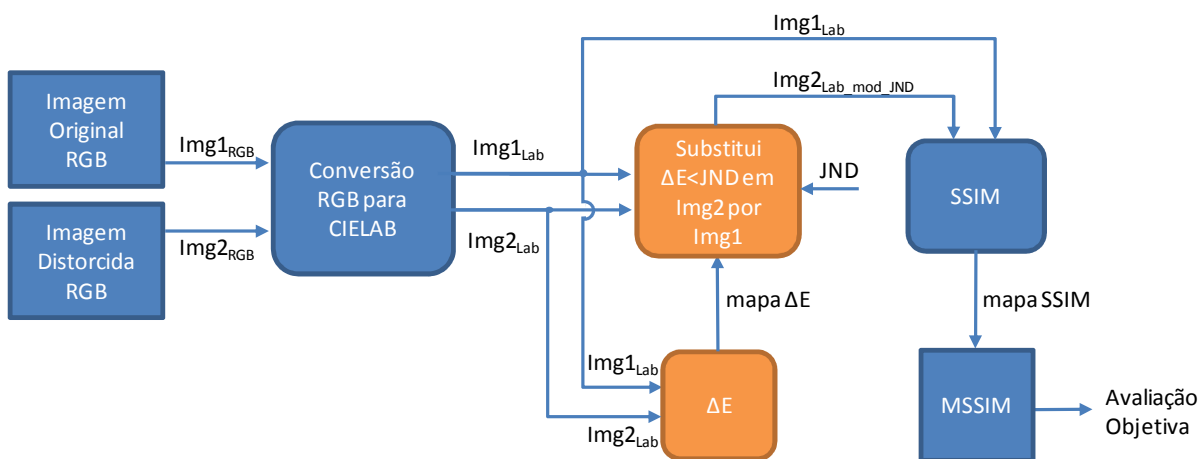 Imagem
Original
RGB
Img1RGB
Imagem
Distorcida
RGB
Img2RGB
Conversão
RGB para
CIELAB
Img1Lab
Img2Lab
Img1Lab
Img2Lab_mod_JND
Substitui
ΔE<JND em
Img2 por
Img1
JND
mapa ΔE
Img1Lab
Img2Lab
ΔE
SSIM
mapa SSIM
MSSIM
Avaliação
Objetiva